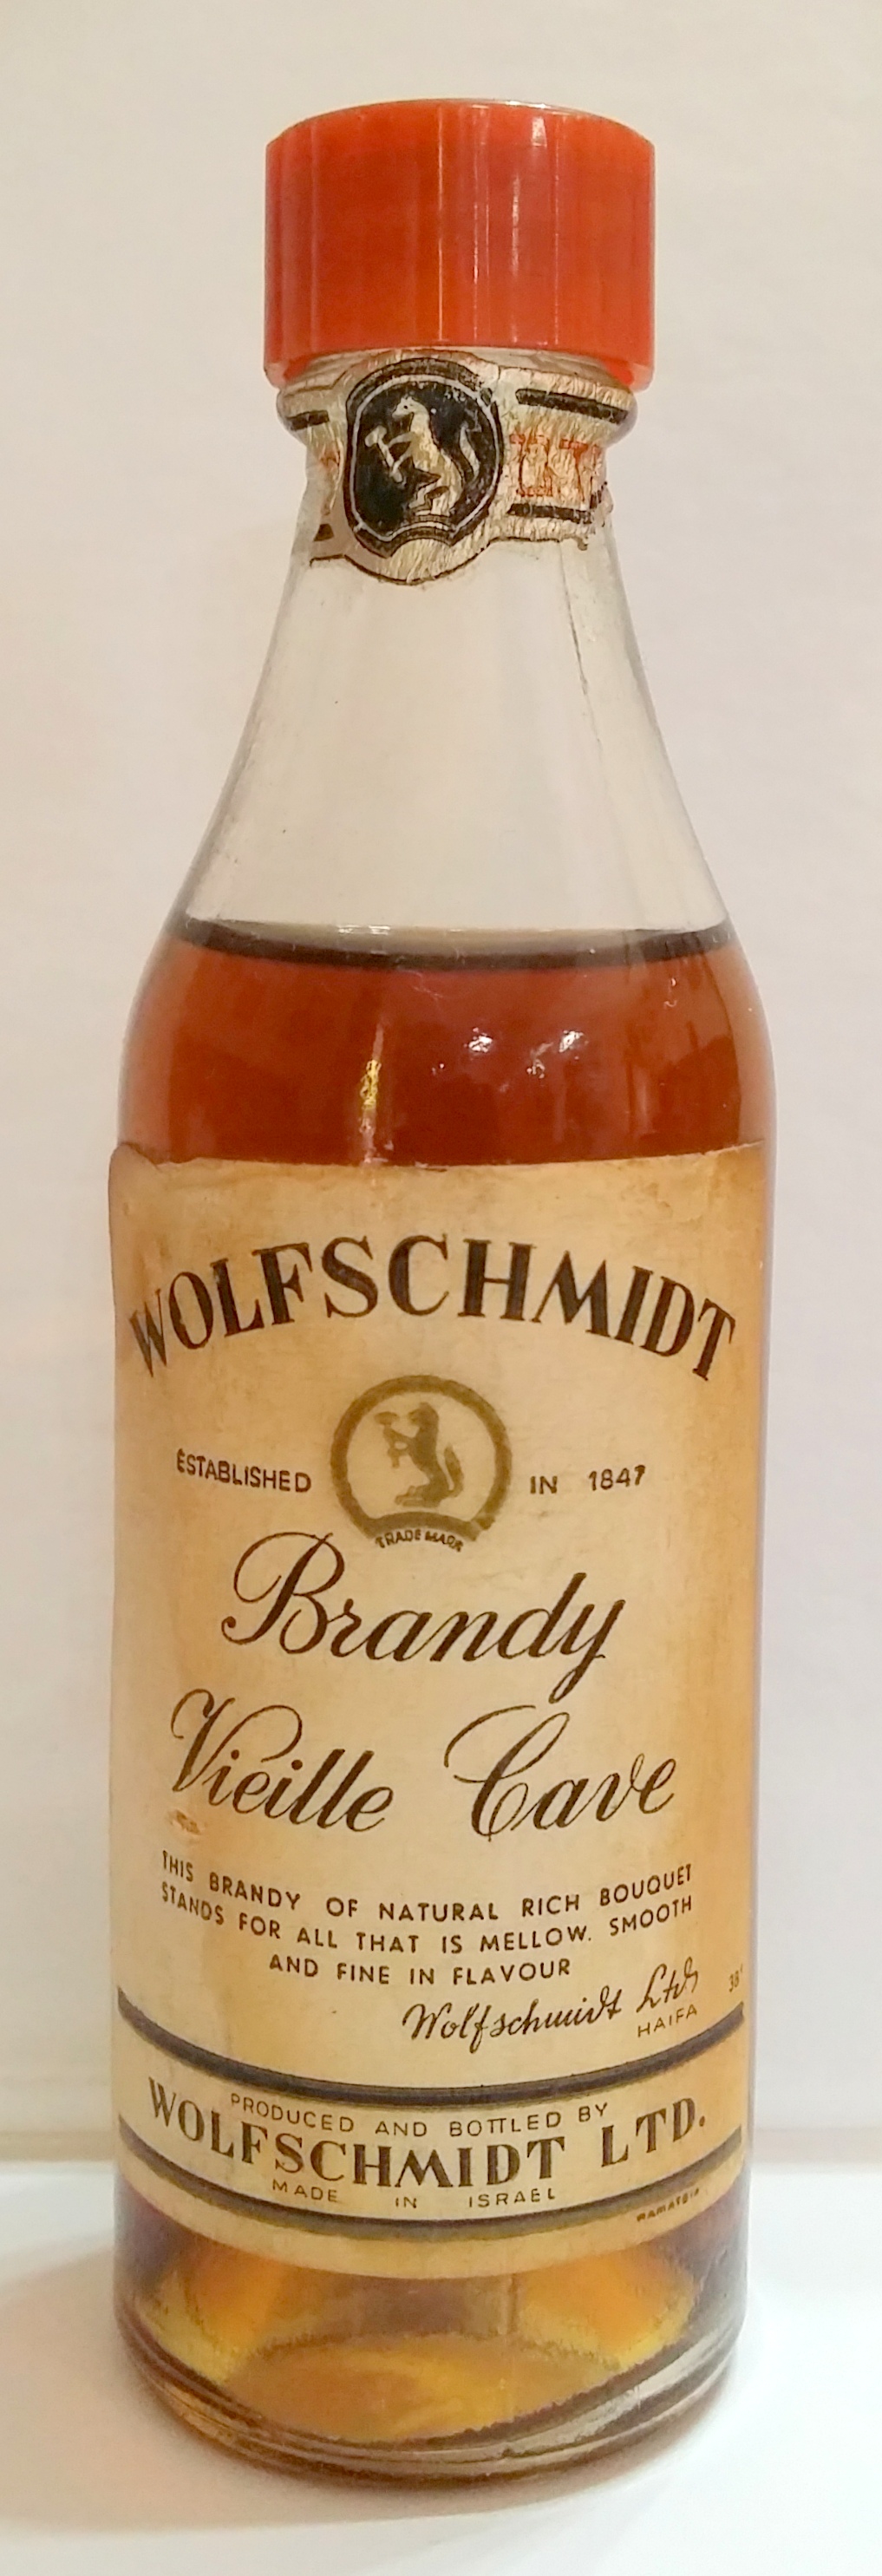 WOLFSCHMIDT
ESTABLISHED IN 1847
TRADE MARK
Brandy
Vieille Cave
THIS BRANDY OF NATURAL RICH BOUQUET
STANDS FOR ALL THAT IS MELLOW. SMOOTH
AND FINE IN FLAVOUR
Wolfschmidt Ltd
HAIFA
38°
PRODUCED AND BOTTLED BY
WOLFSCHMIDT LTD.
MADE IN ISRAEL